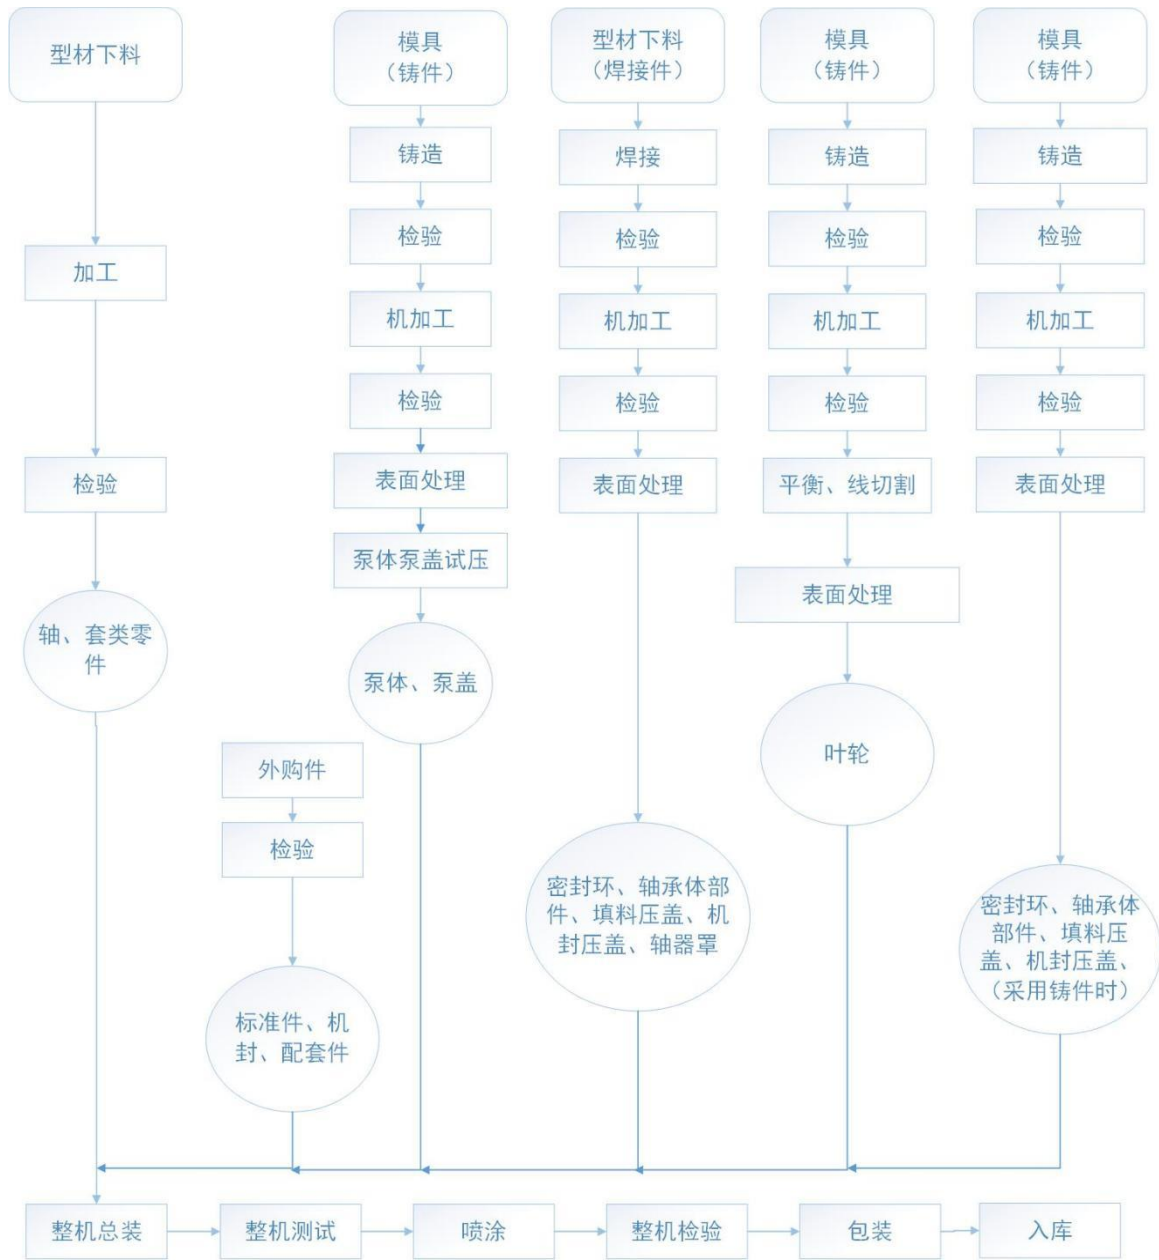 型材下料
加工
检验
轴、套类零
件
模具
（铸件）
铸造
检验
机加工
检验
表面处理
泵体泵盖试压
泵体、泵盖
外购件
检验
标准件、机
封、配套件
型材下料
（焊接件）
焊接
检验
机加工
检验
表面处理
密封环、轴承体部
件、填料压盖、机
封压盖、轴器罩
模具
（铸件）
铸造
检验
机加工
检验
平衡、线切割
表面处理
叶轮
模具
（铸件）
铸造
检验
机加工
检验
表面处理
密封环、轴承体
部件、填料压
盖、机封压盖、
（采用铸件时）
整机总装
整机测试
喷涂
整机检验
包装
入库